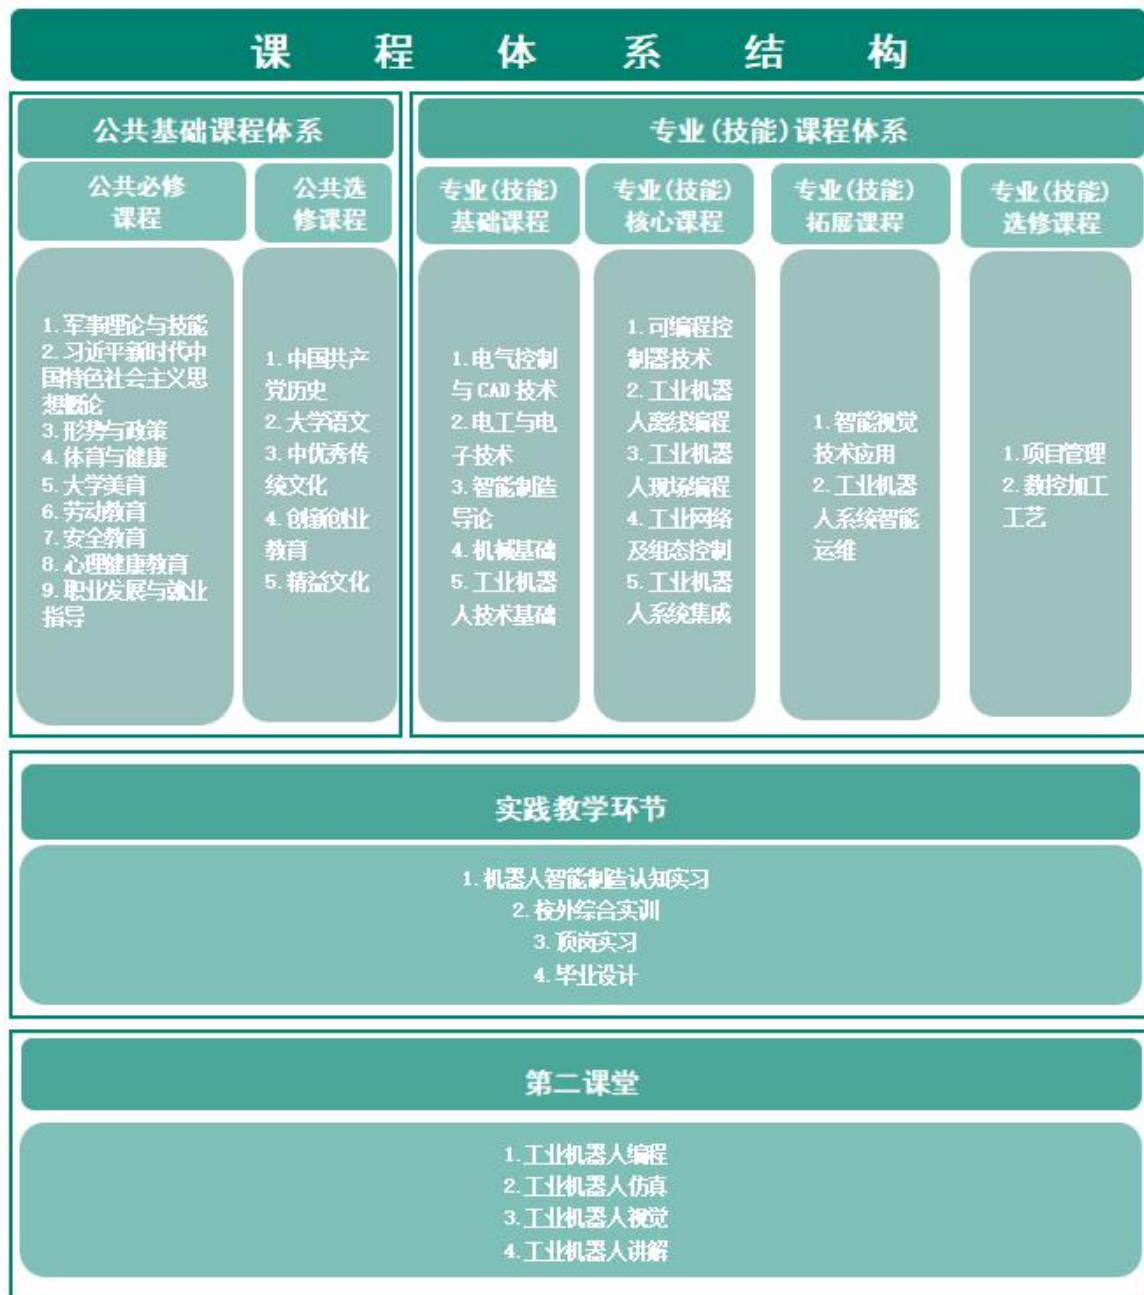 课程体系结构
公共基础课程体系
公共必修
课程
1.军事理论与技能
2.习近平新时代中
国特色社会主义思
想概论
3.形势与政策
4.体育与健康
5.大学美育
6.劳动教育
7.安全教育
8.心理健康教育
9.职业发展与就业
指导
公共选
修课程
1.中国共产
党历史
2.大学语文
3.中优秀传
统文化
4.创新创业
教育
5.精益文化
专业(技能)课程体系
专业(技能)
基础课程
1.电气控制
与CAD技术
2.电工与电
子技术
3.智能制造
导论
4.机械基础
5.工业机器
人技术基础
专业(技能)
核心课程
1.可编程控
制器技术
2.工业机器
人离线编程
3.工业机器
人现场编程
4.工业网络
及组态控制
5.工业机器
人系统集成
专业(技能)
拓展课程
1.智能视觉
技术应用
2.工业机器
人系统智能
运维
专业(技能)
选修课程
1.项目管理
2.数控加工
工艺
实践教学环节
1.机器人智能制造认知实习
2.校外综合实训
3.顶岗实习
4.毕业设计
第二课堂
1.工业机器人编程
2.工业机器人仿真
3.工业机器人视觉
4.工业机器人讲解